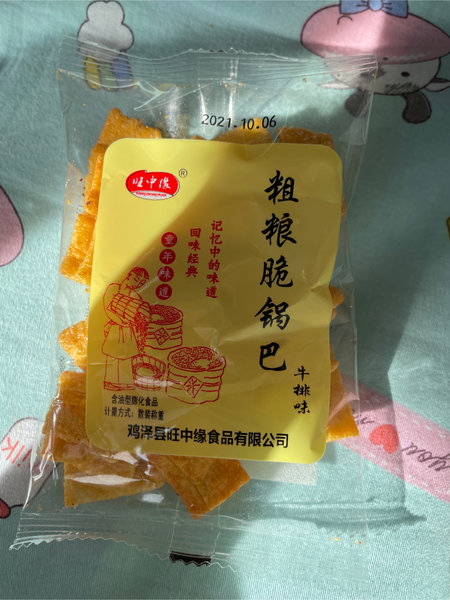 2021.10.06
旺中缘®
粗粮脆锅巴
牛排味
记忆中的味道
回味经典
童年味道
含油型膨化食品
计量方式：散装称重
鸡泽县旺中缘食品有限公司
you